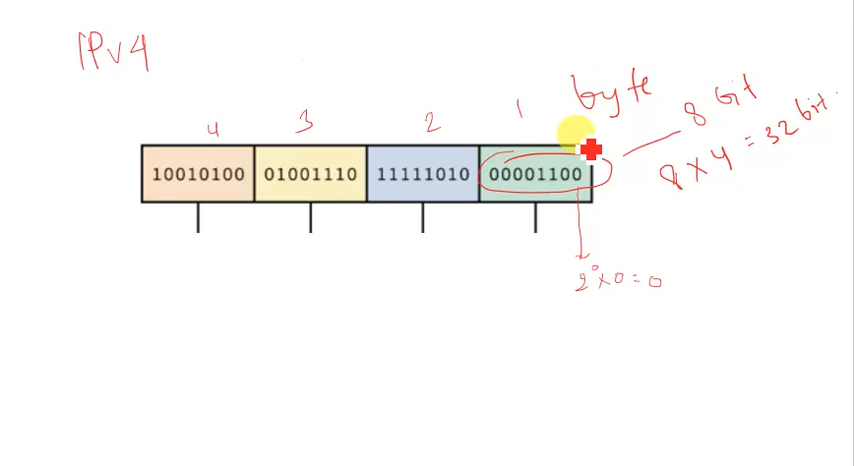 IPv4
4 3 2 1 byte
8 bit
8 x 4 = 32 bit.
10010100 01001110 11111010 00001100
2⁰x0=0